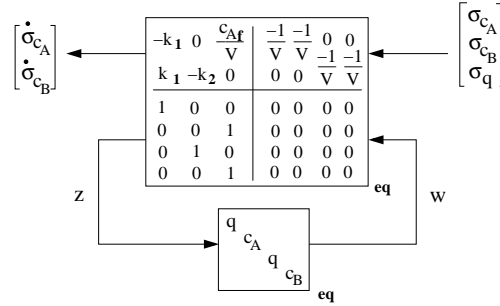 [σ̇_{c_A} σ̇_{c_B}]
−k₁ 0 c_{Af}/V | −1/V −1/V 0 0
k₁ −k₂ 0 | 0 0 −1/V −1/V
1 0 0 | 0 0 0 0
0 0 1 | 0 0 0 0
0 1 0 | 0 0 0 0
0 0 1 | 0 0 0 0
eq
[σ_{c_A} σ_{c_B} σ_q]
z
w
q
c_A
q
c_B
eq